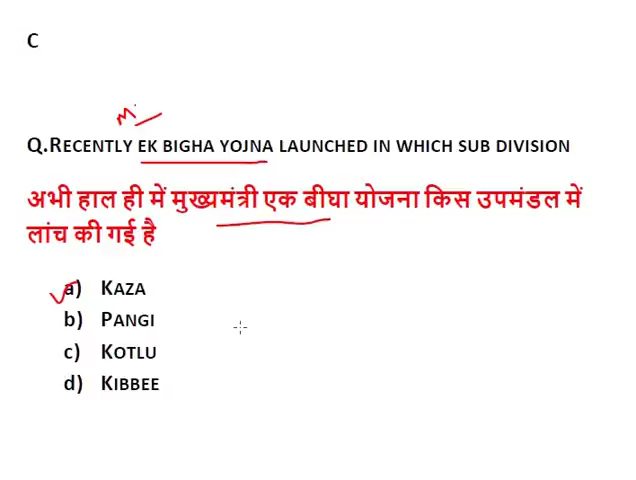 C
Q.RECENTLY EK BIGHA YOJNA LAUNCHED IN WHICH SUB DIVISION
अभी हाल ही में मुख्यमंत्री एक बीघा योजना किस उपमंडल में
लांच की गई है
a) KAZA
b) PANGI
c) KOTLU
d) KIBBEE